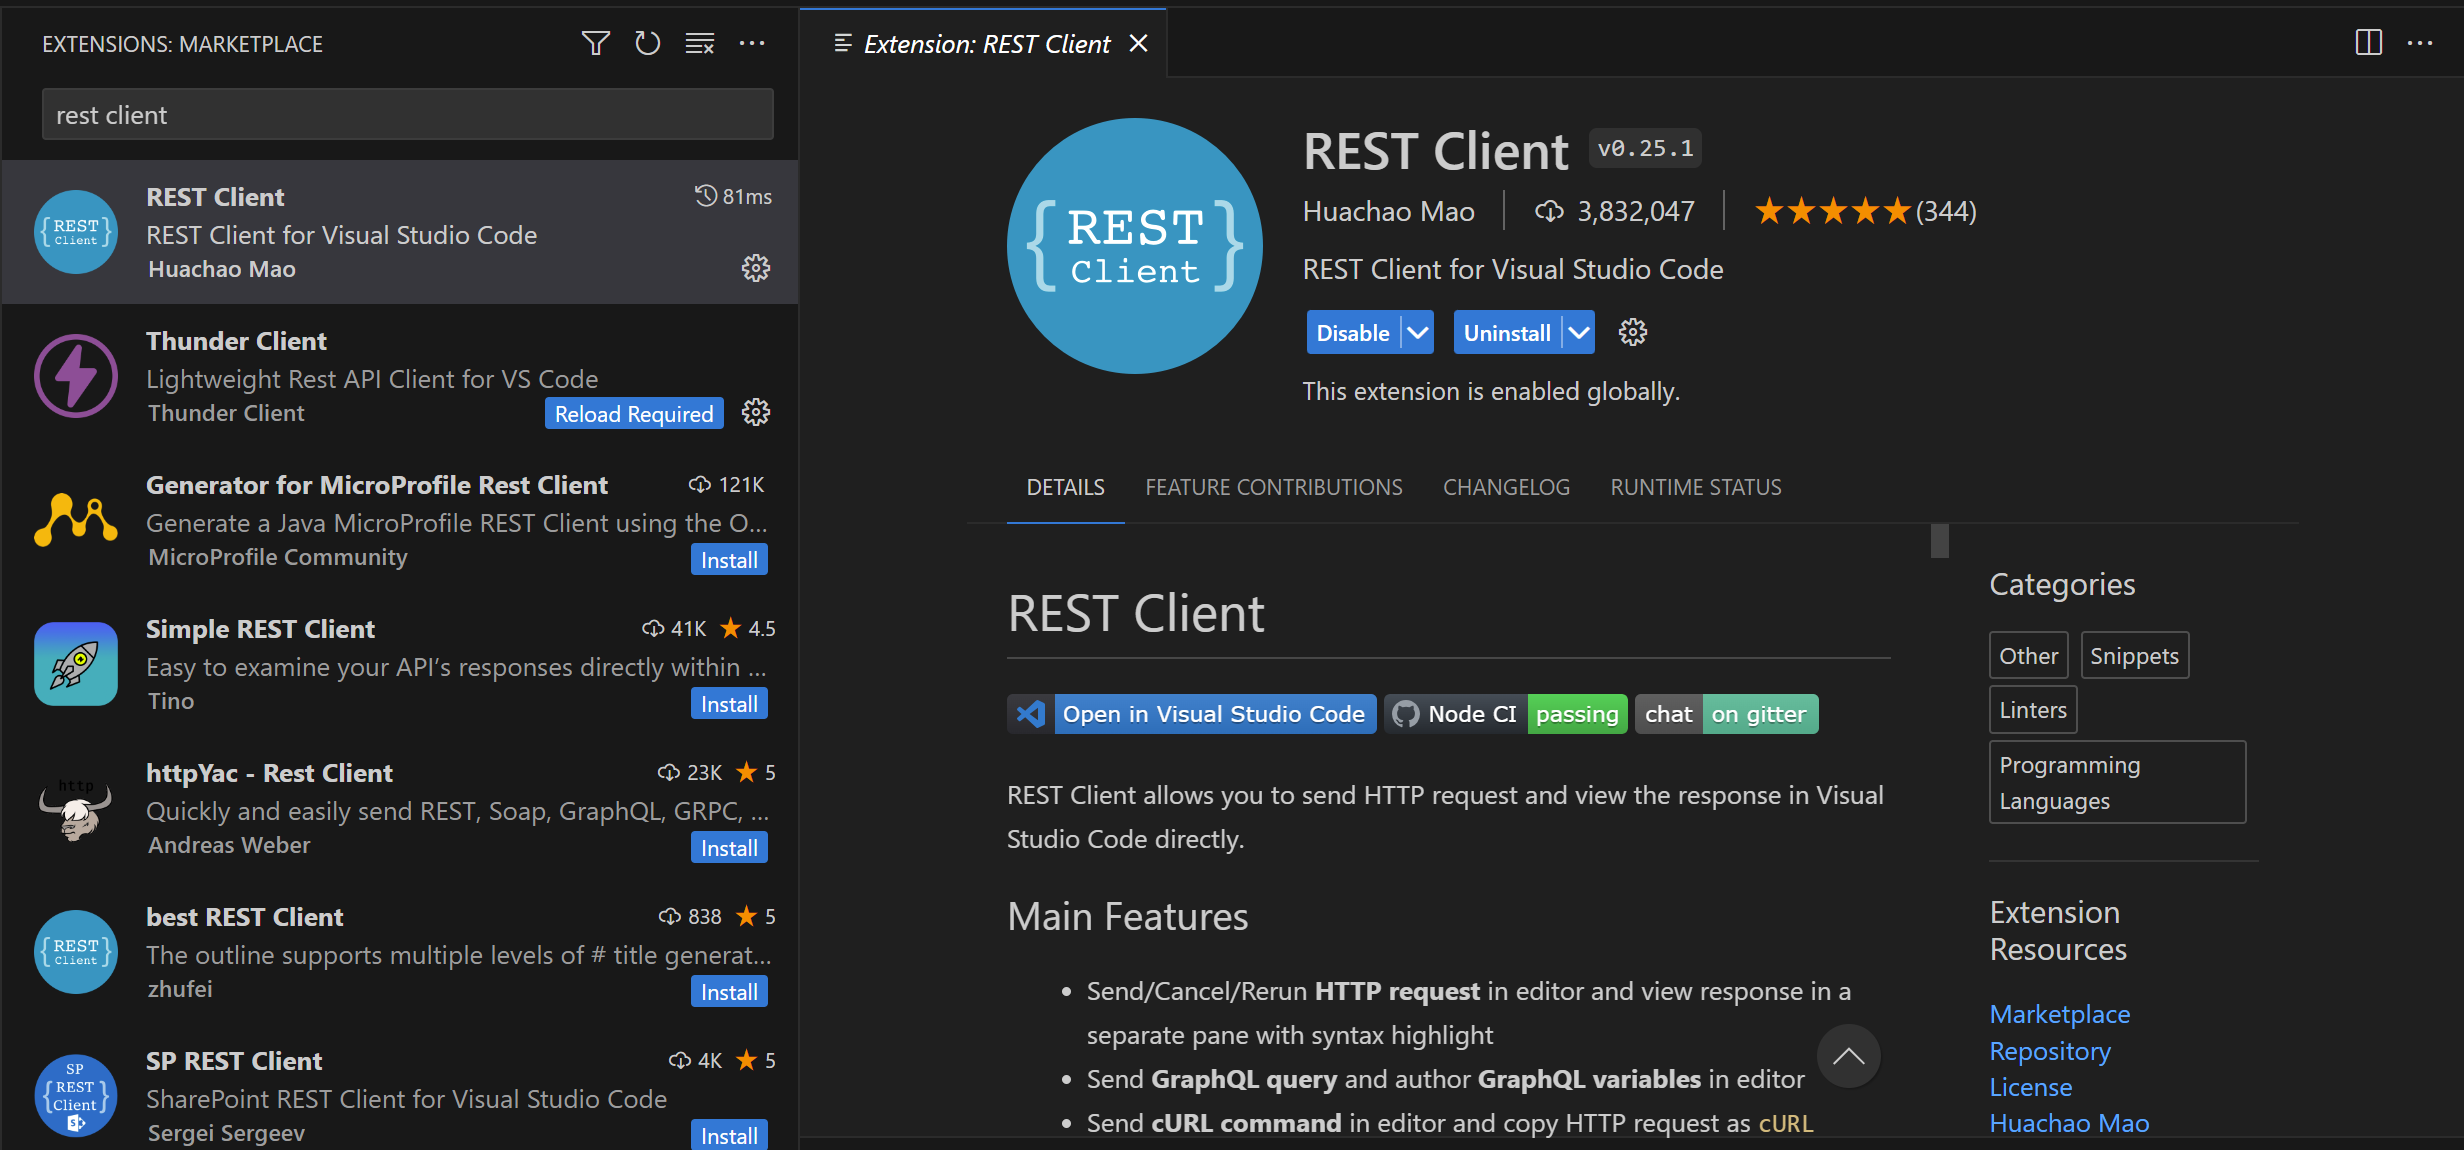 EXTENSIONS: MARKETPLACE
rest client
{REST}
Client
REST Client
81ms
REST Client for Visual Studio Code
Huachao Mao
Thunder Client
Lightweight Rest API Client for VS Code
Thunder Client
Reload Required
Generator for MicroProfile Rest Client
121K
Generate a Java MicroProfile REST Client using the O...
MicroProfile Community
Install
Simple REST Client
41K ★ 4.5
Easy to examine your API’s responses directly within ...
Tino
Install
http
httpYac - Rest Client
23K ★ 5
Quickly and easily send REST, Soap, GraphQL, GRPC, ...
Andreas Weber
Install
{REST}
Client
best REST Client
838 ★ 5
The outline supports multiple levels of # title generat...
zhufei
Install
SP
{REST}
Client
S
SP REST Client
4K ★ 5
SharePoint REST Client for Visual Studio Code
Sergei Sergeev
Install
Extension: REST Client
{REST}
Client
REST Client v0.25.1
Huachao Mao | 3,832,047 | ★★★★★(344)
REST Client for Visual Studio Code
Disable Uninstall
This extension is enabled globally.
DETAILS FEATURE CONTRIBUTIONS CHANGELOG RUNTIME STATUS
REST Client
Open in Visual Studio Code Node CI passing chat on gitter
REST Client allows you to send HTTP request and view the response in Visual
Studio Code directly.
Main Features
• Send/Cancel/Rerun HTTP request in editor and view response in a
separate pane with syntax highlight
• Send GraphQL query and author GraphQL variables in editor
• Send cURL command in editor and copy HTTP request as cURL
Categories
Other Snippets
Linters
Programming
Languages
Extension
Resources
Marketplace
Repository
License
Huachao Mao